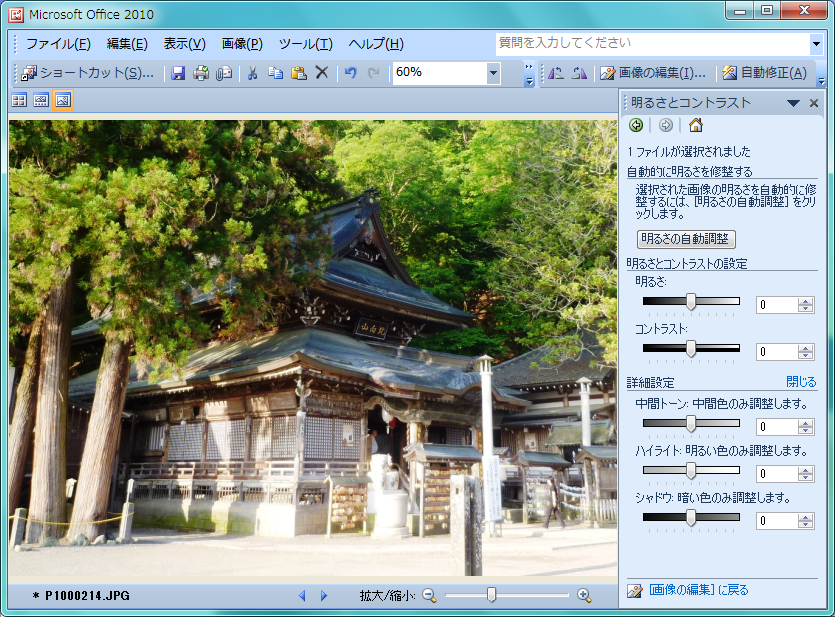 Microsoft Office 2010
ファイル(F) 編集(E) 表示(V) 画像(P) ツール(T) ヘルプ(H) 質問を入力してください
ショートカット(S)... 60% 画像の編集(I)... 自動修正(A)
明るさとコントラスト
1 ファイルが選択されました
自動的に明るさを修整する
選択された画像の明るさを自動的に修
整するには、[明るさの自動調整] をクリ
ックします。
明るさの自動調整
明るさとコントラストの設定
明るさ:
0
コントラスト:
0
詳細設定 閉じる
中間トーン: 中間色のみ調整します。
0
ハイライト: 明るい色のみ調整します。
0
シャドウ: 暗い色のみ調整します。
0
[画像の編集] に戻る
* P1000214.JPG 拡大/縮小: